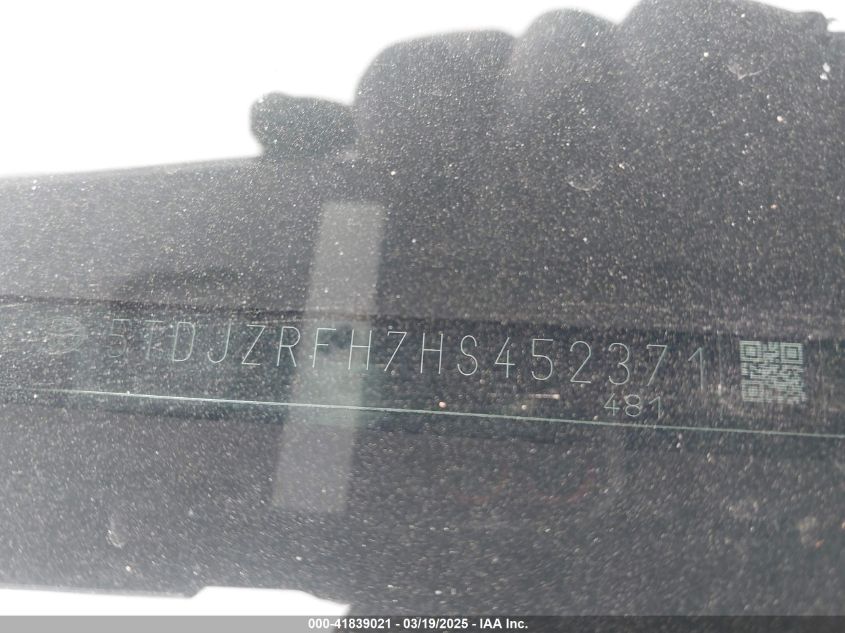 5TDJZRFH7HS452371
481
000-41839021 - 03/19/2025 - IAA, Inc.